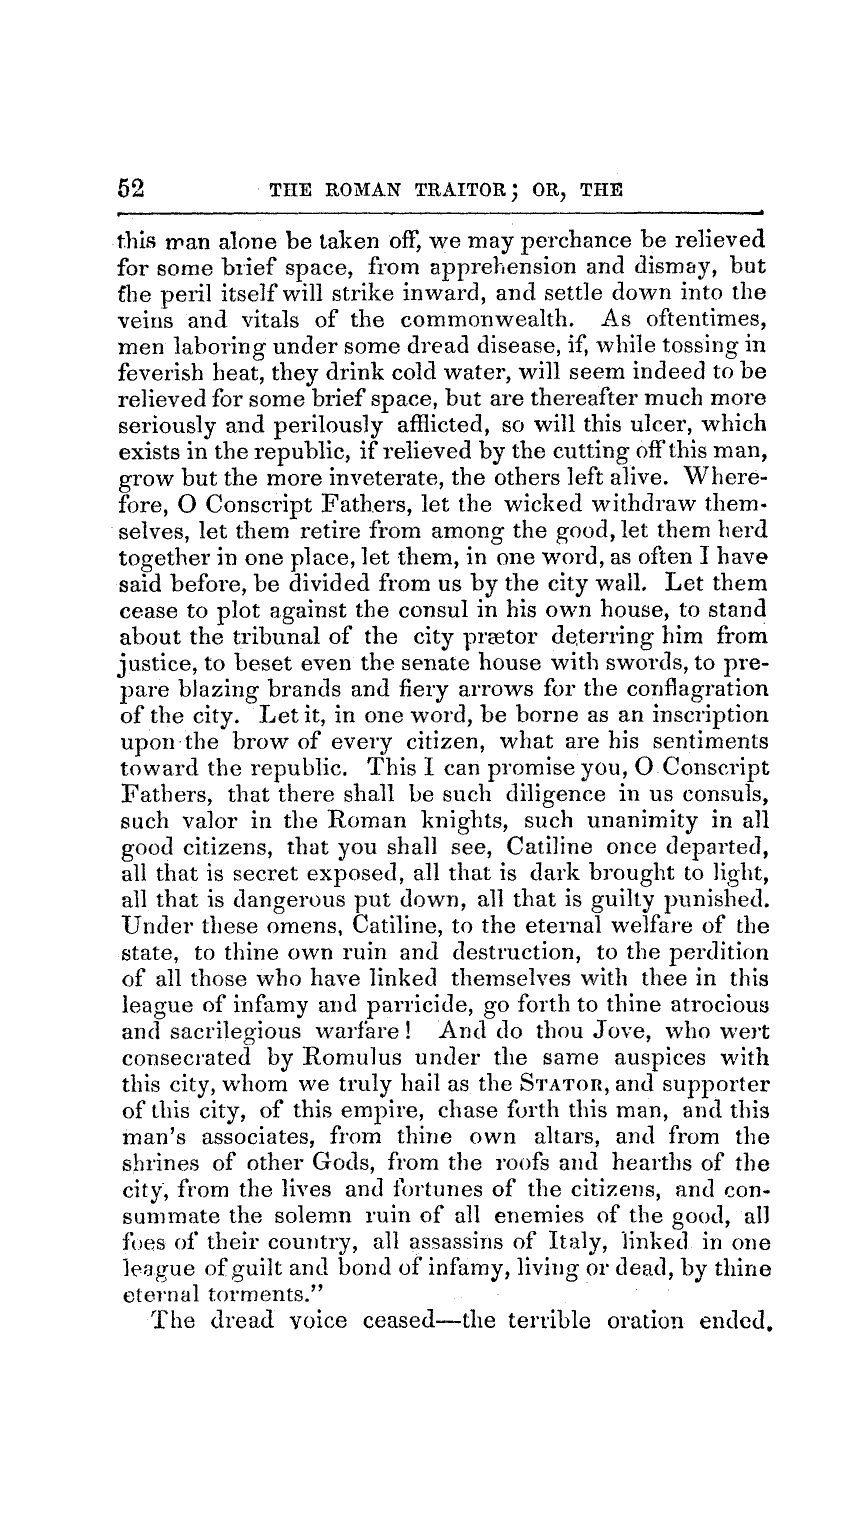 52 THE ROMAN TRAITOR; OR, THE
this man alone be taken off, we may perchance be relieved
for some brief space, from apprehension and dismay, but
the peril itself will strike inward, and settle down into the
veins and vitals of the commonwealth. As oftentimes,
men laboring under some dread disease, if, while tossing in
feverish heat, they drink cold water, will seem indeed to be
relieved for some brief space, but are thereafter much more
seriously and perilously afflicted, so will this ulcer, which
exists in the republic, if relieved by the cutting off this man,
grow but the more inveterate, the others left alive. Where-
fore, O Conscript Fathers, let the wicked withdraw them-
selves, let them retire from among the good, let them herd
together in one place, let them, in one word, as often I have
said before, be divided from us by the city wall. Let them
cease to plot against the consul in his own house, to stand
about the tribunal of the city prætor deterring him from
justice, to beset even the senate house with swords, to pre-
pare blazing brands and fiery arrows for the conflagration
of the city. Let it, in one word, be borne as an inscription
upon the brow of every citizen, what are his sentiments
toward the republic. This I can promise you, O Conscript
Fathers, that there shall be such diligence in us consuls,
such valor in the Roman knights, such unanimity in all
good citizens, that you shall see, Catiline once departed,
all that is secret exposed, all that is dark brought to light,
all that is dangerous put down, all that is guilty punished.
Under these omens, Catiline, to the eternal welfare of the
state, to thine own ruin and destruction, to the perdition
of all those who have linked themselves with thee in this
league of infamy and parricide, go forth to thine atrocious
and sacrilegious warfare! And do thou Jove, who wert
consecrated by Romulus under the same auspices with
this city, whom we truly hail as the STATOR, and supporter
of this city, of this empire, chase forth this man, and this
man's associates, from thine own altars, and from the
shrines of other Gods, from the roofs and hearths of the
city, from the lives and fortunes of the citizens, and con-
summate the solemn ruin of all enemies of the good, all
foes of their country, all assassins of Italy, linked in one
league of guilt and bond of infamy, living or dead, by thine
eternal torments."
The dread voice ceased—the terrible oration ended.